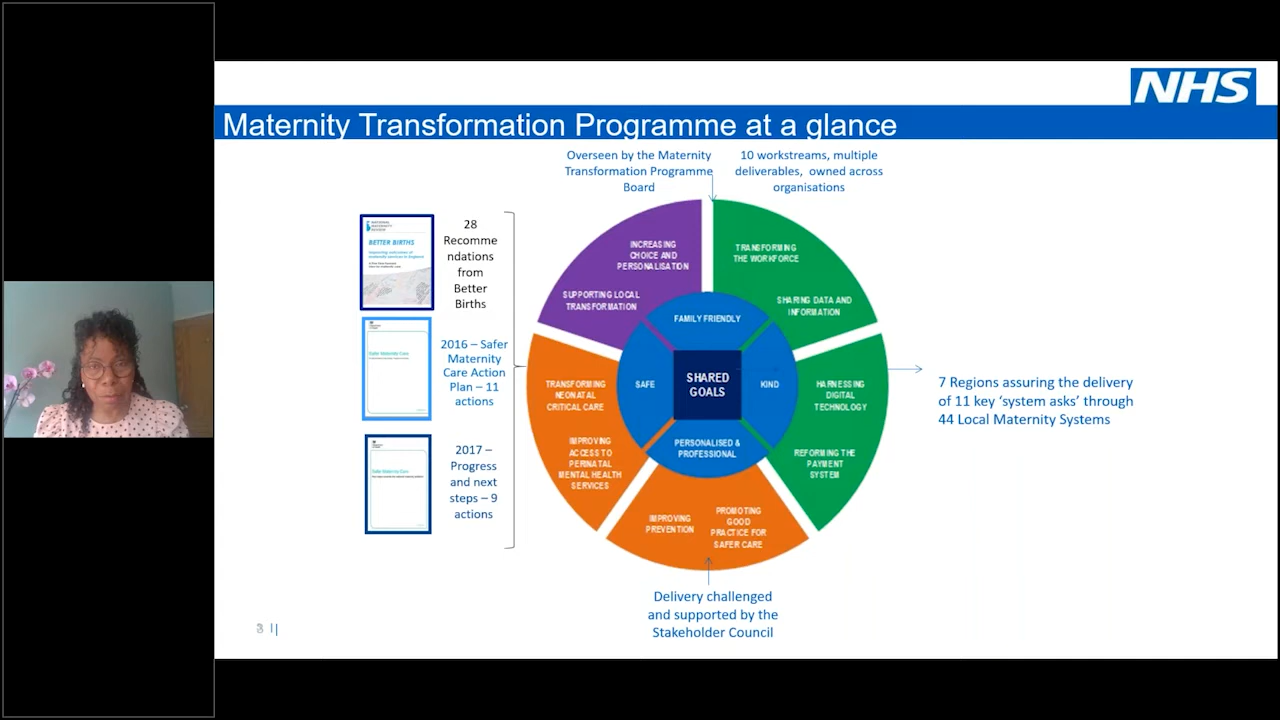 NHS
Maternity Transformation Programme at a glance
Overseen by the Maternity
Transformation Programme
Board
10 workstreams, multiple
deliverables, owned across
organisations
BETTER BIRTHS
28
Recomme
ndations
from
Better
Births
Safer Maternity Care
2016 – Safer
Maternity
Care Action
Plan – 11
actions
Safer Maternity Care
2017 –
Progress
and next
steps – 9
actions
INCREASING
CHOICE AND
PERSONALISATION
SUPPORTING LOCAL
TRANSFORMATION
TRANSFORMING
THE WORKFORCE
SHARING DATA AND
INFORMATION
FAMILY FRIENDLY
SAFE
SHARED
GOALS
KIND
PERSONALISED &
PROFESSIONAL
TRANSFORMING
NEONATAL
CRITICAL CARE
IMPROVING
ACCESS TO
PERINATAL
MENTAL HEALTH
SERVICES
HARNESSING
DIGITAL
TECHNOLOGY
REFORMING THE
PAYMENT
SYSTEM
IMPROVING
PREVENTION
PROMOTING
GOOD
PRACTICE FOR
SAFER CARE
7 Regions assuring the delivery
of 11 key ‘system asks’ through
44 Local Maternity Systems
Delivery challenged
and supported by the
Stakeholder Council